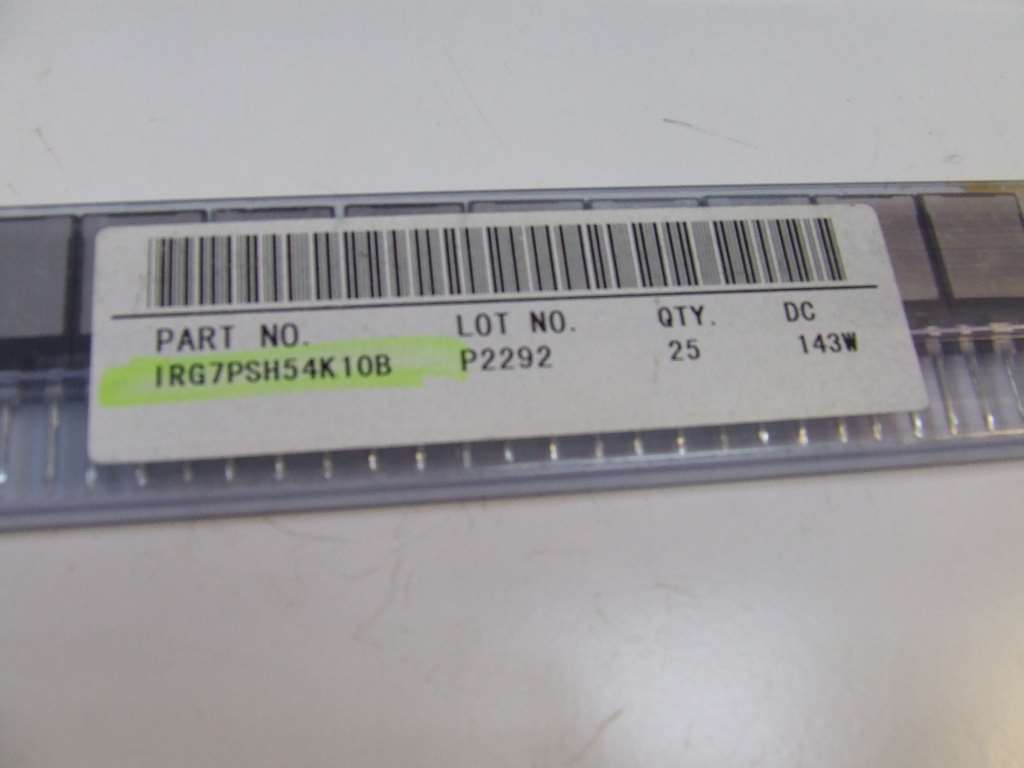 PART NO. LOT NO. QTY. DC
IRG7PSH54K10B P2292 25 143W